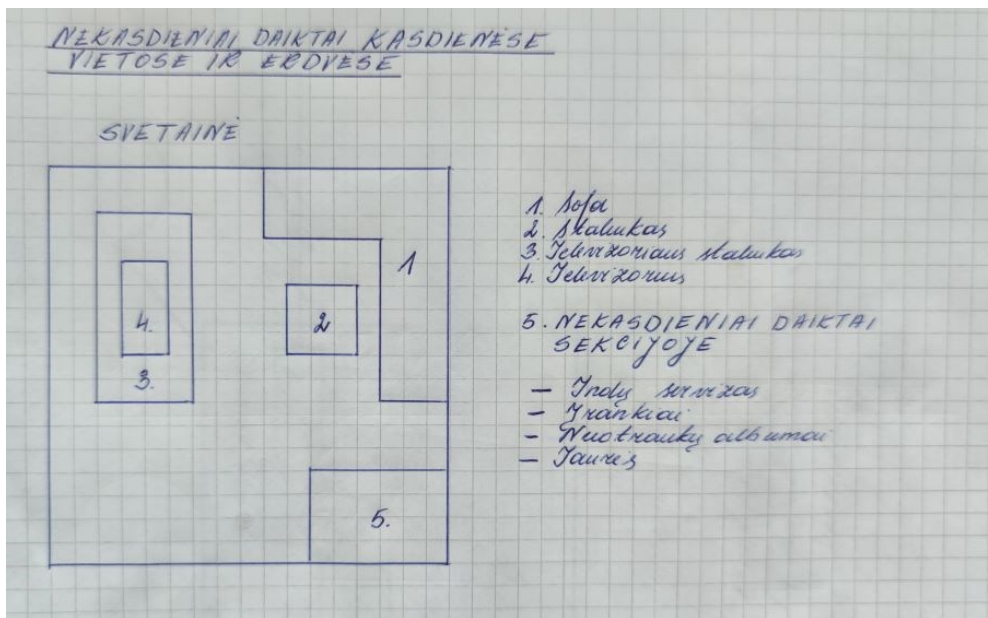 NEKASDIENIAI DAIKTAI KASDIENĖSE
VIETOSE IR ERDVĖSE
SVETAINĖ
1
2
3.
4.
5.
1. Sofa
2. Staliukas
3. Televizoriaus staliukas
4. Televizorius
5. NEKASDIENIAI DAIKTAI
SEKCIJOJE
– Indų servizas
– Įrankiai
– Nuotraukų albumai
– Taurės